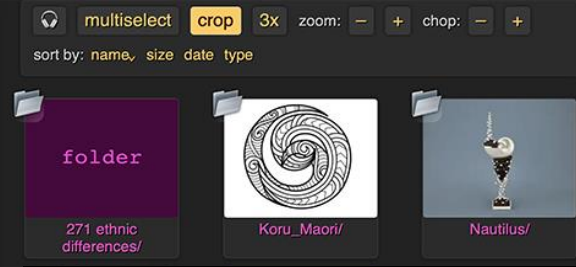 multiselect crop 3x zoom: − + chop: − +
sort by: name⌄ size date type
folder
271 ethnic
differences/
Koru_Maori/
Nautilus/